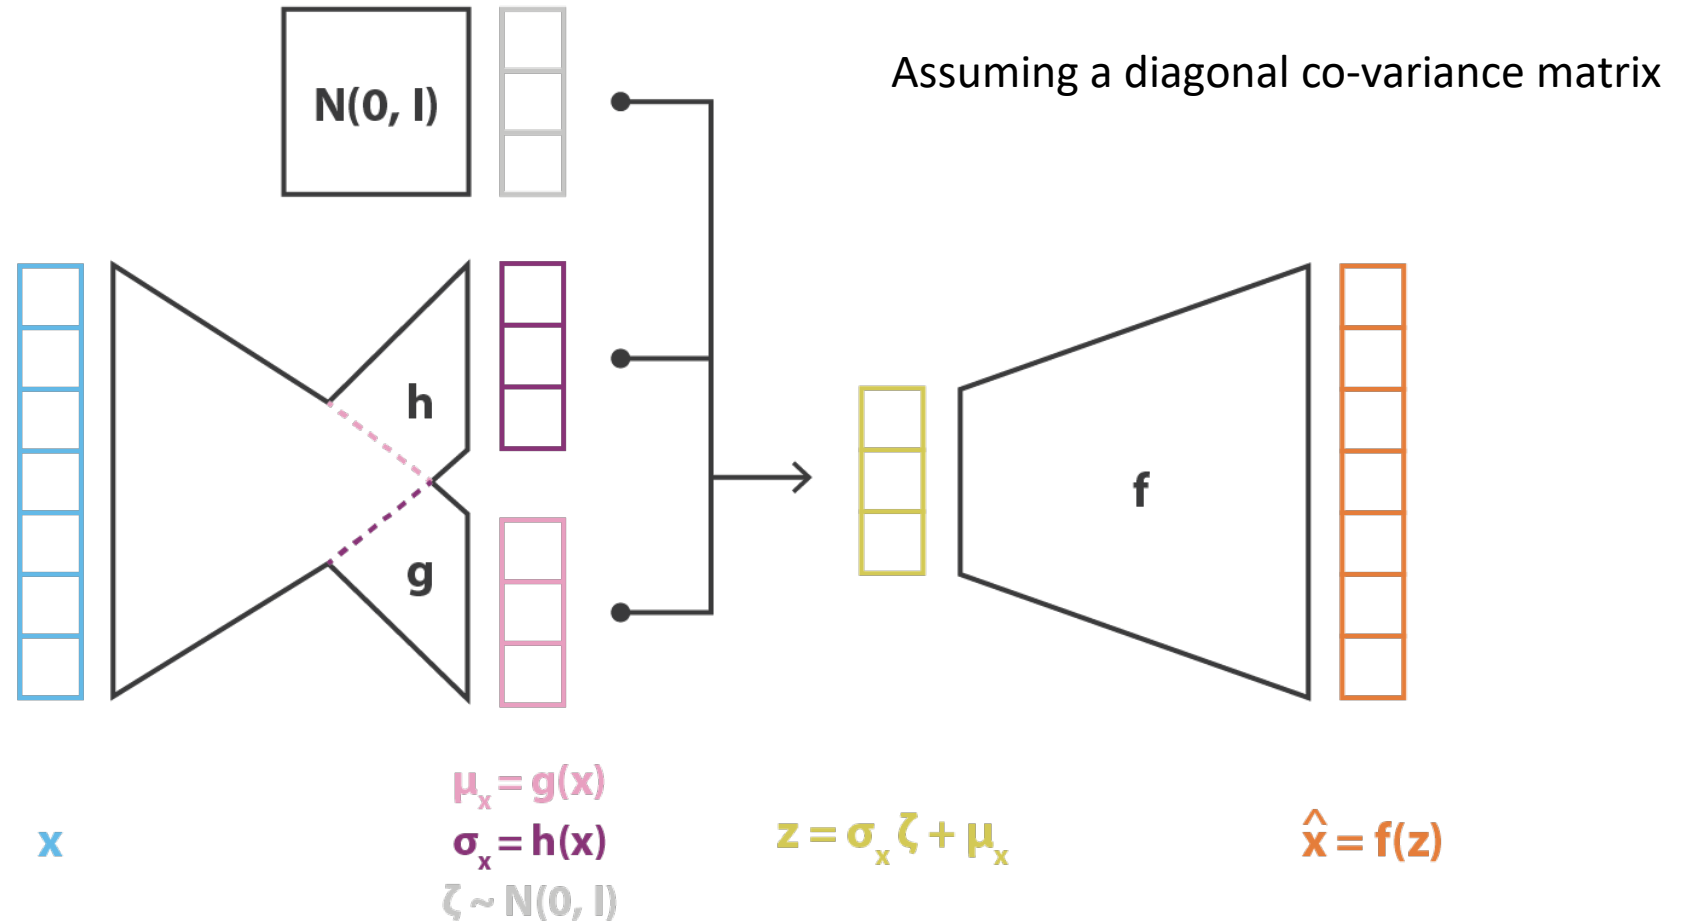 N(0, I)
Assuming a diagonal co-variance matrix
h
g
f
μₓ = g(x)
x
σₓ = h(x)
z = σₓ ζ + μₓ
x̂ = f(z)
ζ ~ N(0, I)